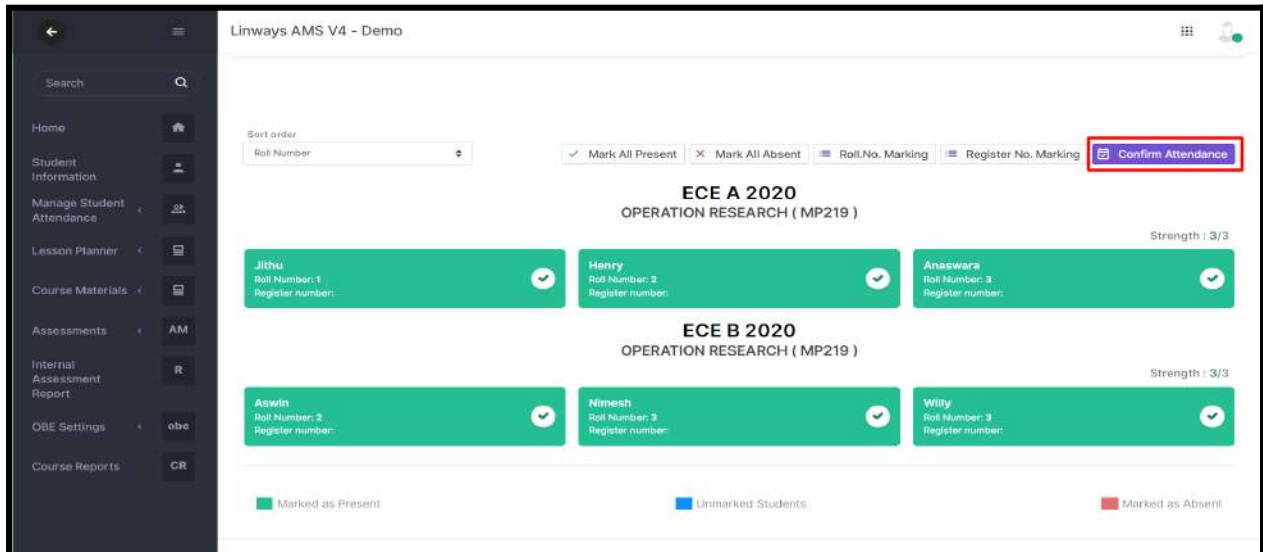 Linways AMS V4 - Demo
Search
Home
Student
Information
Manage Student
Attendance
Lesson Planner
Course Materials
Assessments
AM
Internal
Assessment
Report
R
OBE Settings
obe
Course Reports
CR
Sort order
Roll Number
Mark All Present
Mark All Absent
Roll.No. Marking
Register No. Marking
Confirm Attendance
ECE A 2020
OPERATION RESEARCH ( MP219 )
Strength : 3/3
Jithu
Roll Number: 1
Register number:
Henry
Roll Number: 2
Register number:
Anaswara
Roll Number: 3
Register number:
ECE B 2020
OPERATION RESEARCH ( MP219 )
Strength : 3/3
Aswin
Roll Number: 2
Register number:
Nimesh
Roll Number: 3
Register number:
Willy
Roll Number: 3
Register number:
Marked as Present
Unmarked Students
Marked as Absent